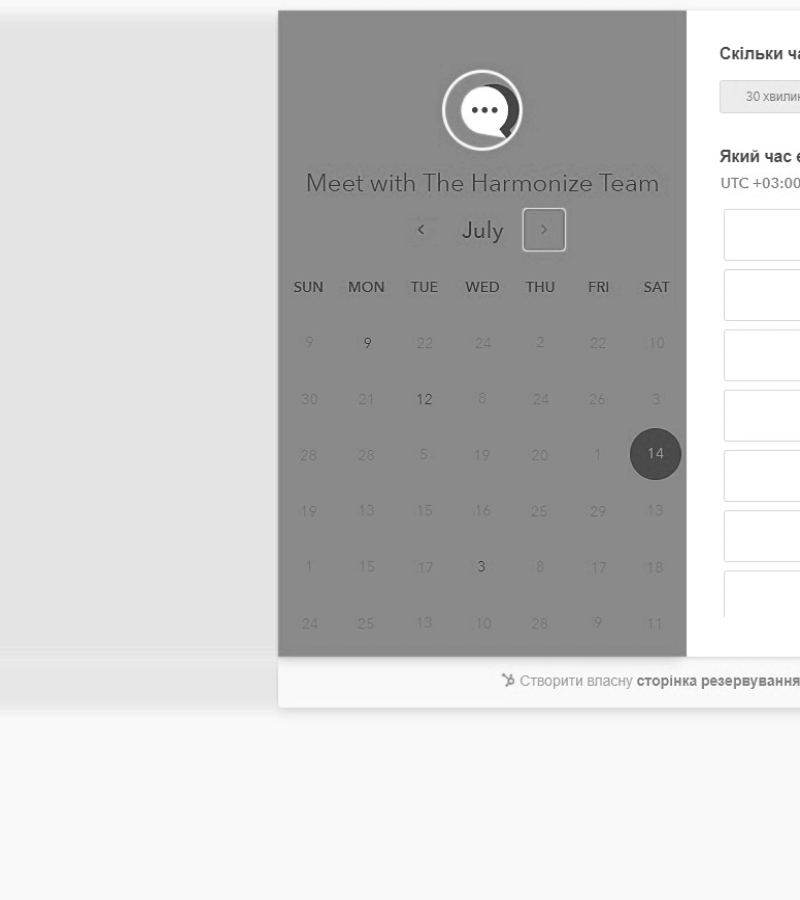 Meet with The Harmonize Team
July
SUN MON TUE WED THU FRI SAT
9 9 22 24 2 22 10
30 21 12 8 24 26 3
28 28 5 19 20 1 14
19 13 15 16 25 29 13
1 15 17 3 8 17 18
24 25 13 10 28 9 11
Скільки ча
30 хвилин
Який час є
UTC +03:00
Створити власну сторінка резервування